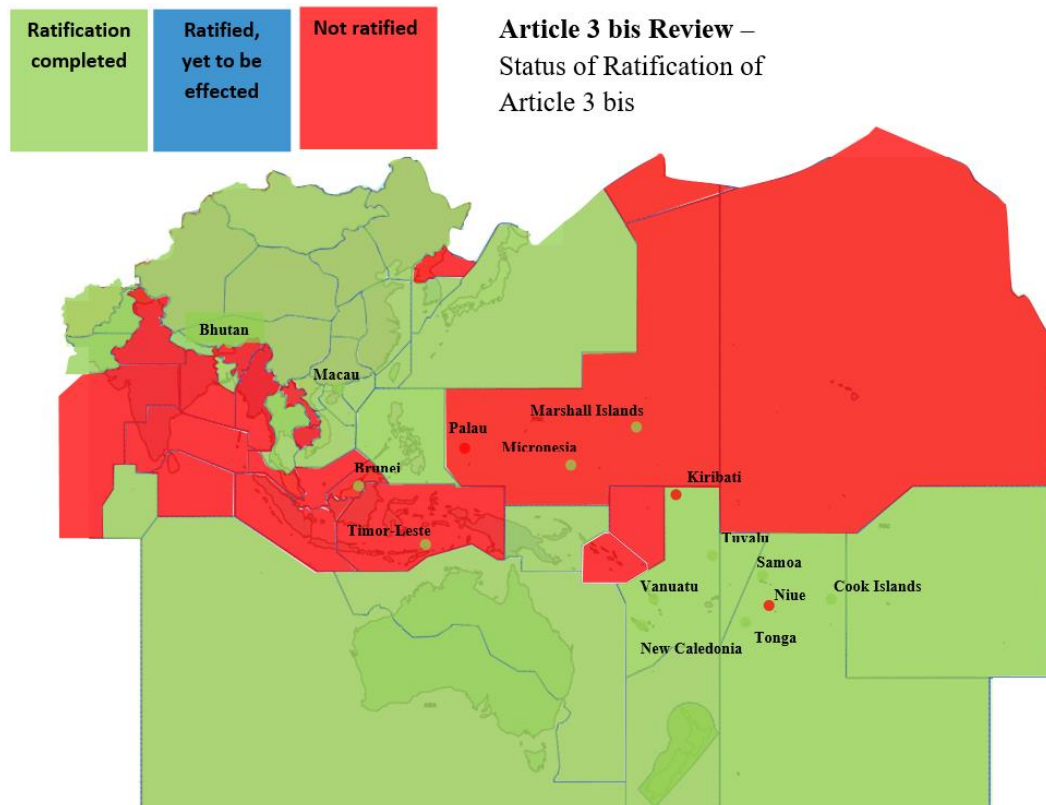 Ratification
completed
Ratified,
yet to be
effected
Not ratified
Article 3 bis Review –
Status of Ratification of
Article 3 bis
Bhutan
Macau
Marshall Islands
Palau
Micronesia
Brunei
Kiribati
Timor-Leste
Tuvalu
Samoa
Vanuatu
Niue
Cook Islands
Tonga
New Caledonia